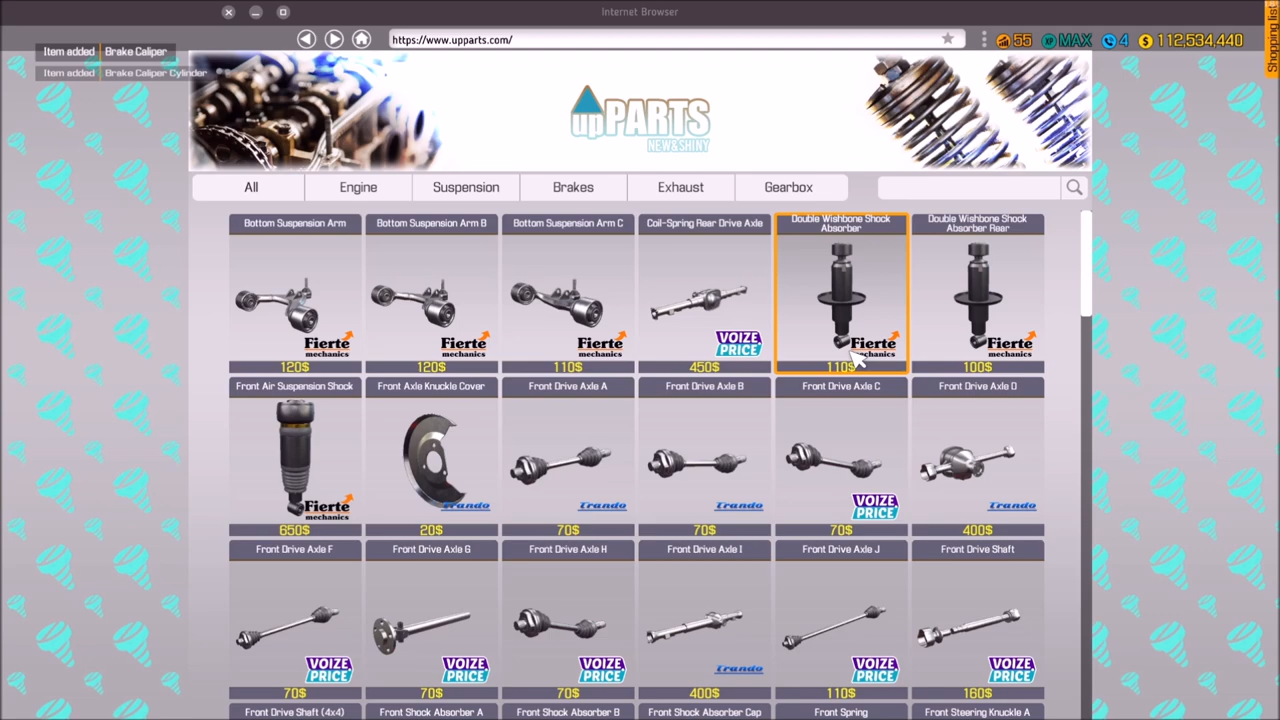 Internet Browser
https://www.upparts.com/
55 XP MAX 4 $ 112,534,440
Shopping list
Item added Brake Caliper
Item added Brake Caliper Cylinder
upPARTS
NEW&SHINY
All Engine Suspension Brakes Exhaust Gearbox
Bottom Suspension Arm
Fierte
mechanics
120$
Bottom Suspension Arm B
Fierte
mechanics
120$
Bottom Suspension Arm C
Fierte
mechanics
110$
Coil-Spring Rear Drive Axle
VOIZE
PRICE
450$
Double Wishbone Shock
Absorber
Fierte
mechanics
110$
Double Wishbone Shock
Absorber Rear
Fierte
mechanics
100$
Front Air Suspension Shock
Fierte
mechanics
650$
Front Axle Knuckle Cover
Trando
20$
Front Drive Axle A
Trando
70$
Front Drive Axle B
Trando
70$
Front Drive Axle C
VOIZE
PRICE
70$
Front Drive Axle D
Trando
400$
Front Drive Axle F
VOIZE
PRICE
70$
Front Drive Axle G
VOIZE
PRICE
70$
Front Drive Axle H
VOIZE
PRICE
70$
Front Drive Axle I
Trando
400$
Front Drive Axle J
VOIZE
PRICE
110$
Front Drive Shaft
VOIZE
PRICE
160$
Front Drive Shaft (4x4)
Front Shock Absorber A
Front Shock Absorber B
Front Shock Absorber Cap
Front Spring
Front Steering Knuckle A